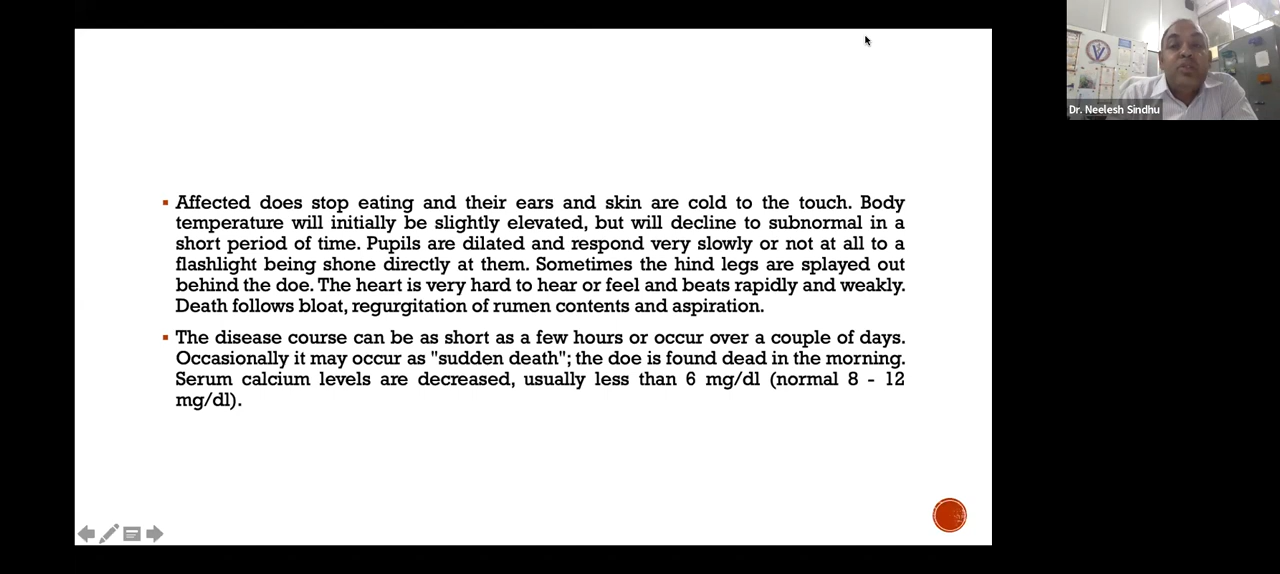 Dr. Neelesh Sindhu
Affected does stop eating and their ears and skin are cold to the touch. Body
temperature will initially be slightly elevated, but will decline to subnormal in a
short period of time. Pupils are dilated and respond very slowly or not at all to a
flashlight being shone directly at them. Sometimes the hind legs are splayed out
behind the doe. The heart is very hard to hear or feel and beats rapidly and weakly.
Death follows bloat, regurgitation of rumen contents and aspiration.
The disease course can be as short as a few hours or occur over a couple of days.
Occasionally it may occur as "sudden death"; the doe is found dead in the morning.
Serum calcium levels are decreased, usually less than 6 mg/dl (normal 8 - 12
mg/dl).